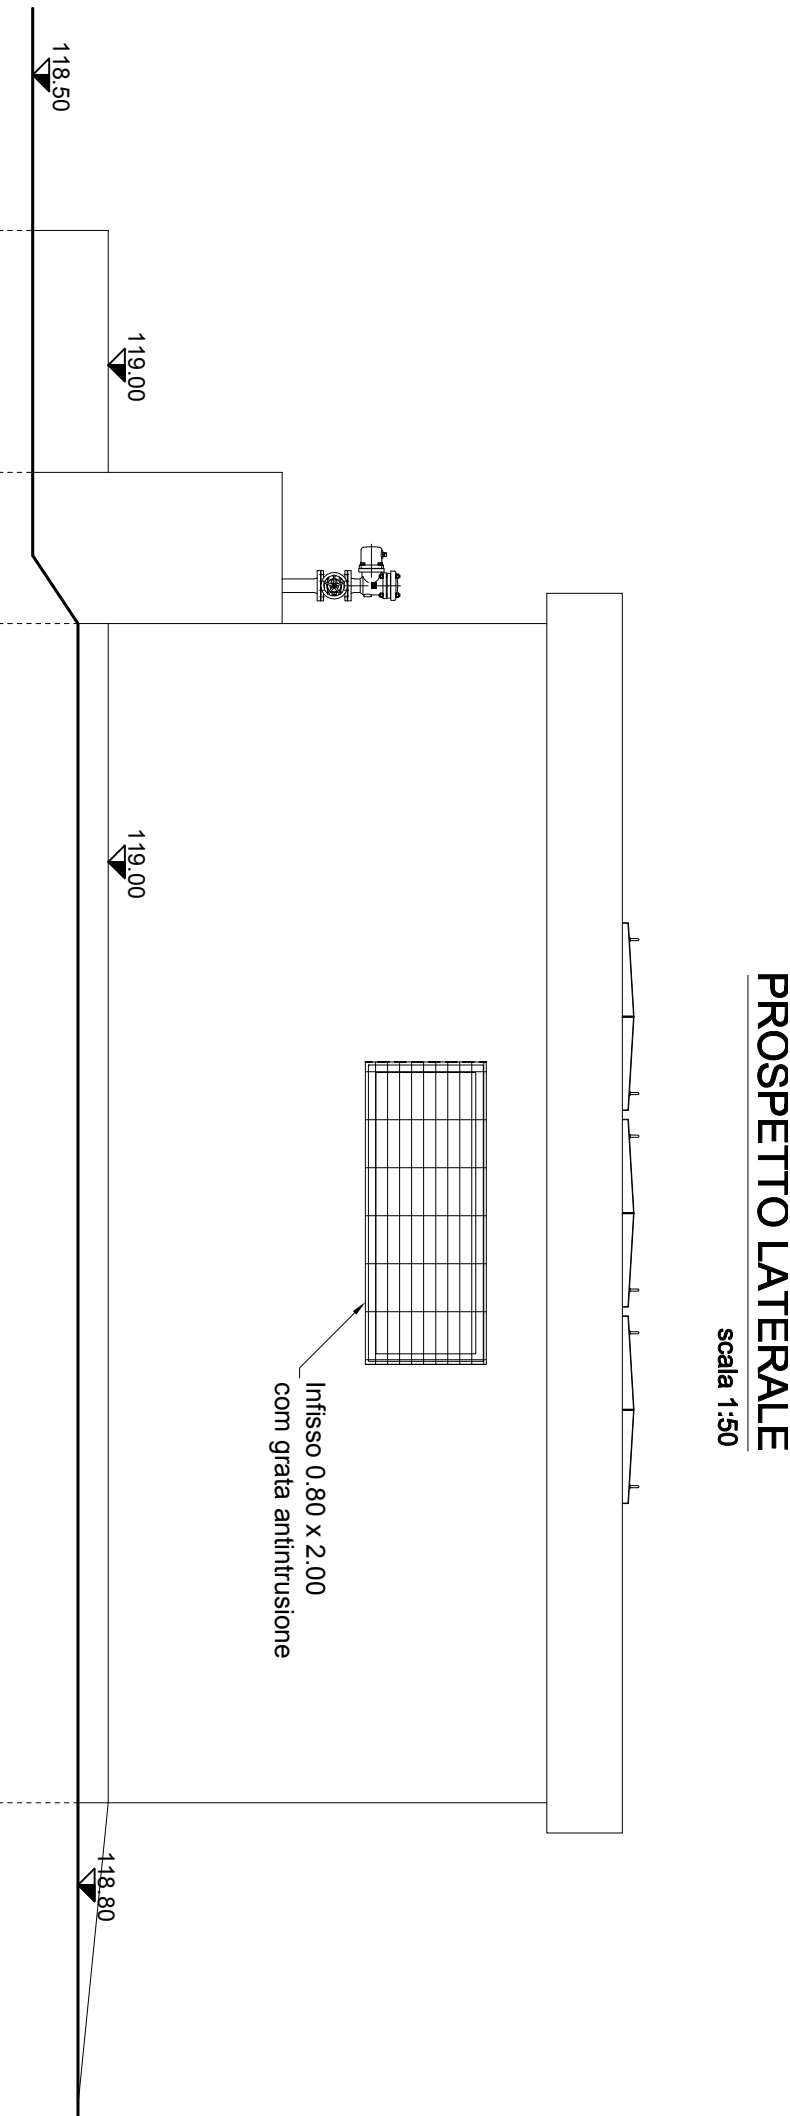 PROSPETTO LATERALE
scala 1:50
118.50
119.00
119.00
Infisso 0.80 x 2.00
com grata antintrusione
118.80